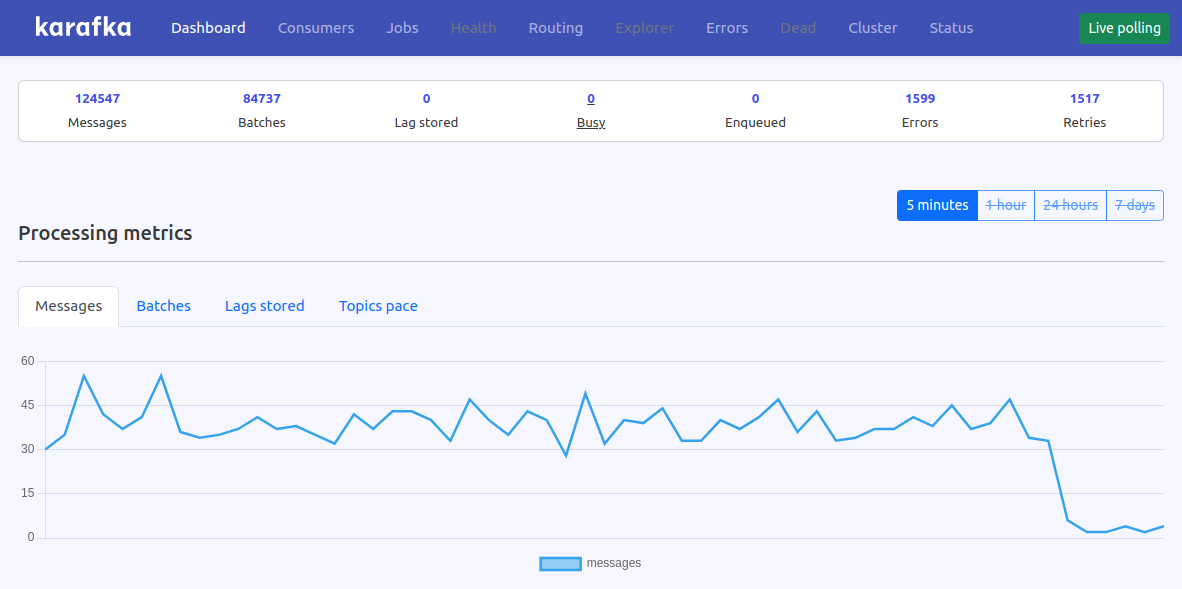 karafka Dashboard Consumers Jobs Health Routing Explorer Errors Dead Cluster Status Live polling
124547 84737 0 0 0 1599 1517
Messages Batches Lag stored Busy Enqueued Errors Retries
5 minutes 1 hour 24 hours 7 days
Processing metrics
Messages Batches Lags stored Topics pace
60
45
30
15
0
messages